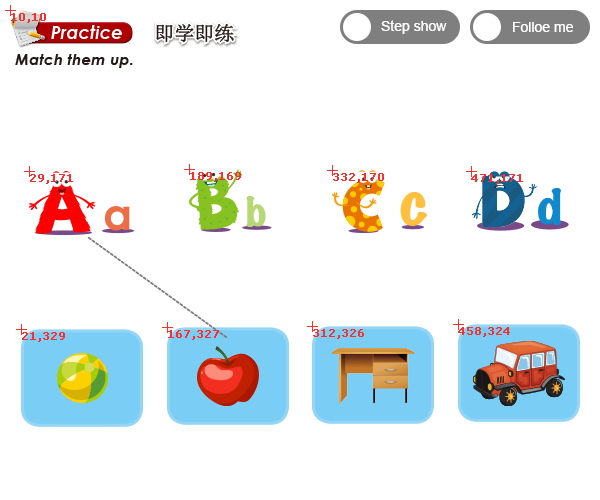 10,10
Practice 即学即练 Step show Folloe me
Match them up.
29,171 189,169 332,170 471,171
A a B b C c D d
21,329 167,327 312,326 458,324